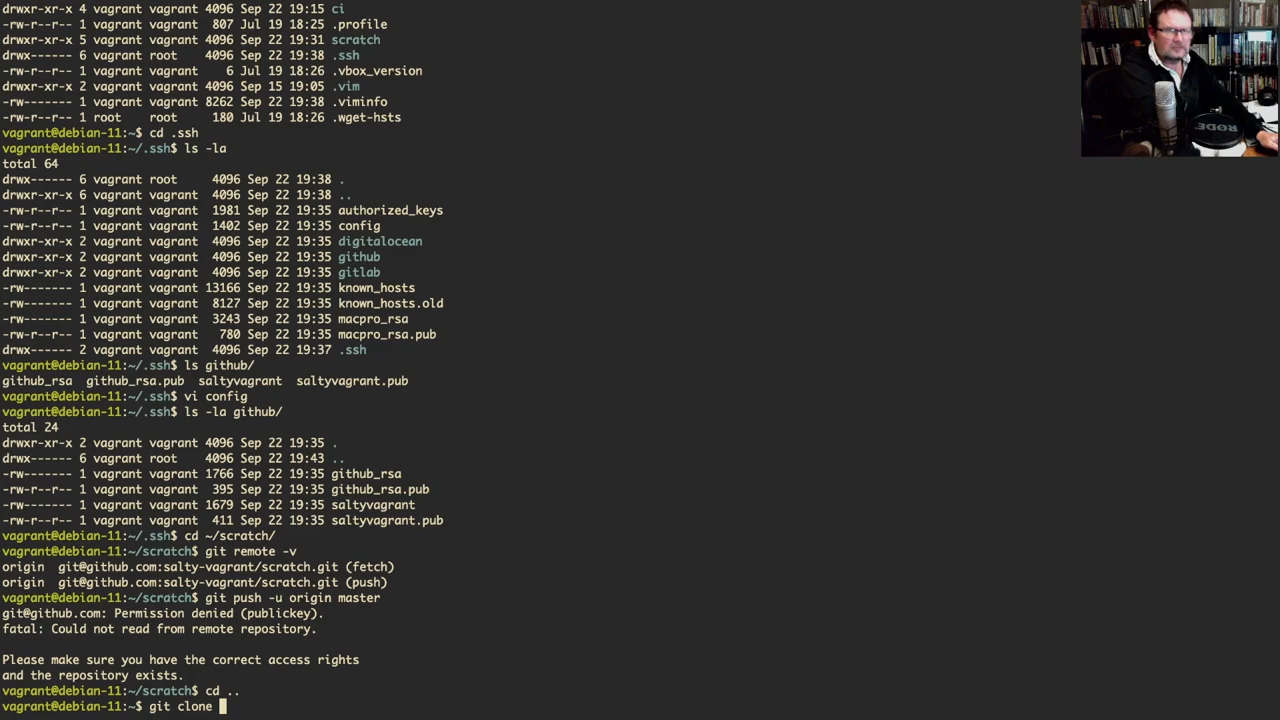 drwxr-xr-x 4 vagrant vagrant 4096 Sep 22 19:15 ci
-rw-r--r-- 1 vagrant vagrant  807 Jul 19 18:25 .profile
drwxr-xr-x 5 vagrant vagrant 4096 Sep 22 19:31 scratch
drwx------ 6 vagrant root    4096 Sep 22 19:38 .ssh
-rw-r--r-- 1 vagrant vagrant    6 Jul 19 18:26 .vbox_version
drwxr-xr-x 2 vagrant vagrant 4096 Sep 15 19:05 .vim
-rw------- 1 vagrant vagrant 8262 Sep 22 19:38 .viminfo
-rw-r--r-- 1 root    root     180 Jul 19 18:26 .wget-hsts
vagrant@debian-11:~$ cd .ssh
vagrant@debian-11:~/.ssh$ ls -la
total 64
drwx------ 6 vagrant root     4096 Sep 22 19:38 .
drwxr-xr-x 6 vagrant vagrant  4096 Sep 22 19:38 ..
-rw-r--r-- 1 vagrant vagrant  1981 Sep 22 19:35 authorized_keys
-rw-r--r-- 1 vagrant vagrant  1402 Sep 22 19:35 config
drwxr-xr-x 2 vagrant vagrant  4096 Sep 22 19:35 digitalocean
drwxr-xr-x 2 vagrant vagrant  4096 Sep 22 19:35 github
drwxr-xr-x 2 vagrant vagrant  4096 Sep 22 19:35 gitlab
-rw------- 1 vagrant vagrant 13166 Sep 22 19:35 known_hosts
-rw------- 1 vagrant vagrant  8127 Sep 22 19:35 known_hosts.old
-rw------- 1 vagrant vagrant  3243 Sep 22 19:35 macpro_rsa
-rw-r--r-- 1 vagrant vagrant   780 Sep 22 19:35 macpro_rsa.pub
drwx------ 2 vagrant vagrant  4096 Sep 22 19:37 .ssh
vagrant@debian-11:~/.ssh$ ls github/
github_rsa  github_rsa.pub  saltyvagrant  saltyvagrant.pub
vagrant@debian-11:~/.ssh$ vi config
vagrant@debian-11:~/.ssh$ ls -la github/
total 24
drwxr-xr-x 2 vagrant vagrant 4096 Sep 22 19:35 .
drwx------ 6 vagrant root    4096 Sep 22 19:43 ..
-rw------- 1 vagrant vagrant 1766 Sep 22 19:35 github_rsa
-rw-r--r-- 1 vagrant vagrant  395 Sep 22 19:35 github_rsa.pub
-rw------- 1 vagrant vagrant 1679 Sep 22 19:35 saltyvagrant
-rw-r--r-- 1 vagrant vagrant  411 Sep 22 19:35 saltyvagrant.pub
vagrant@debian-11:~/.ssh$ cd ~/scratch/
vagrant@debian-11:~/scratch$ git remote -v
origin  git@github.com:salty-vagrant/scratch.git (fetch)
origin  git@github.com:salty-vagrant/scratch.git (push)
vagrant@debian-11:~/scratch$ git push -u origin master
git@github.com: Permission denied (publickey).
fatal: Could not read from remote repository.

Please make sure you have the correct access rights
and the repository exists.
vagrant@debian-11:~/scratch$ cd ..
vagrant@debian-11:~$ git clone
RØDE